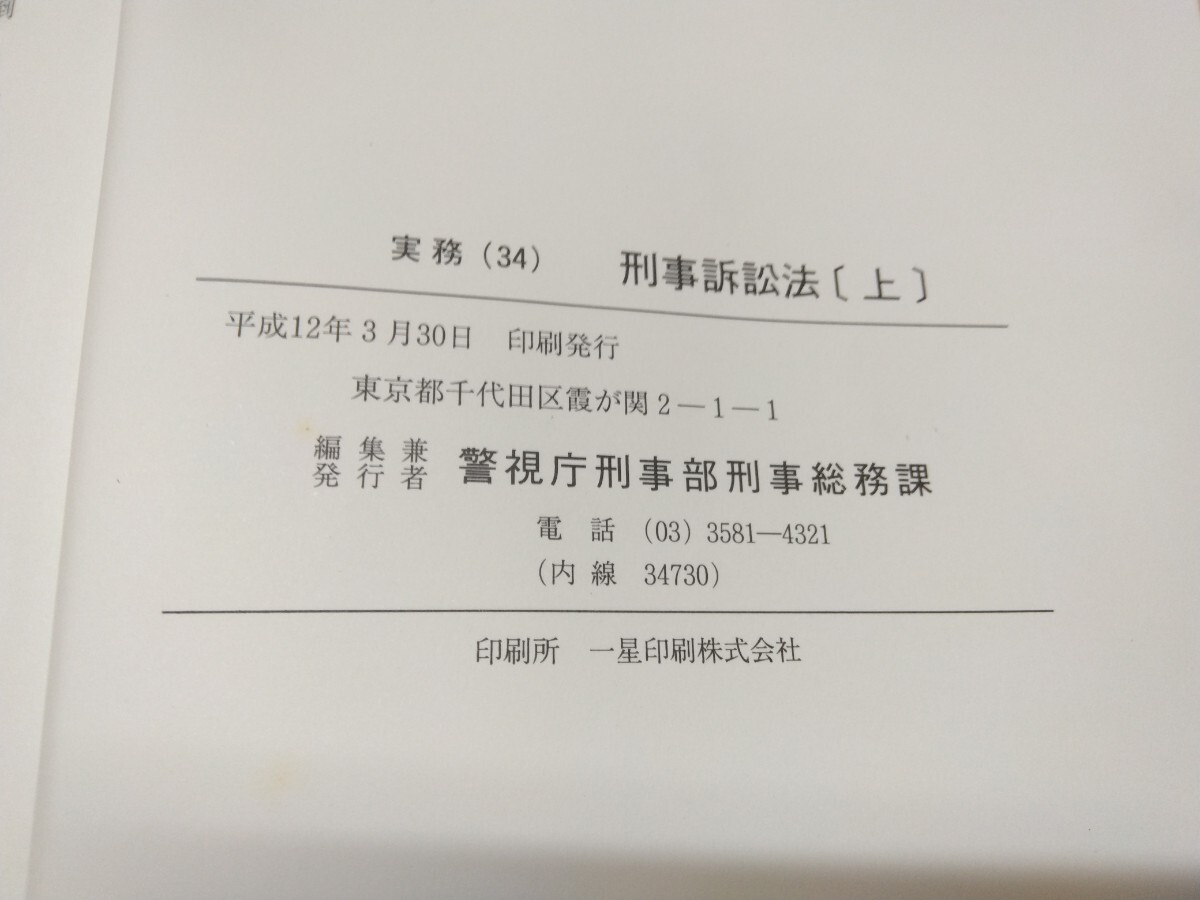 実務（34） 刑事訴訟法〔上〕
平成12年3月30日 印刷発行
東京都千代田区霞が関2―1―1
編集兼
発行者 警視庁刑事部刑事総務課
電話 （03）3581―4321
（内線 34730）
印刷所 一星印刷株式会社